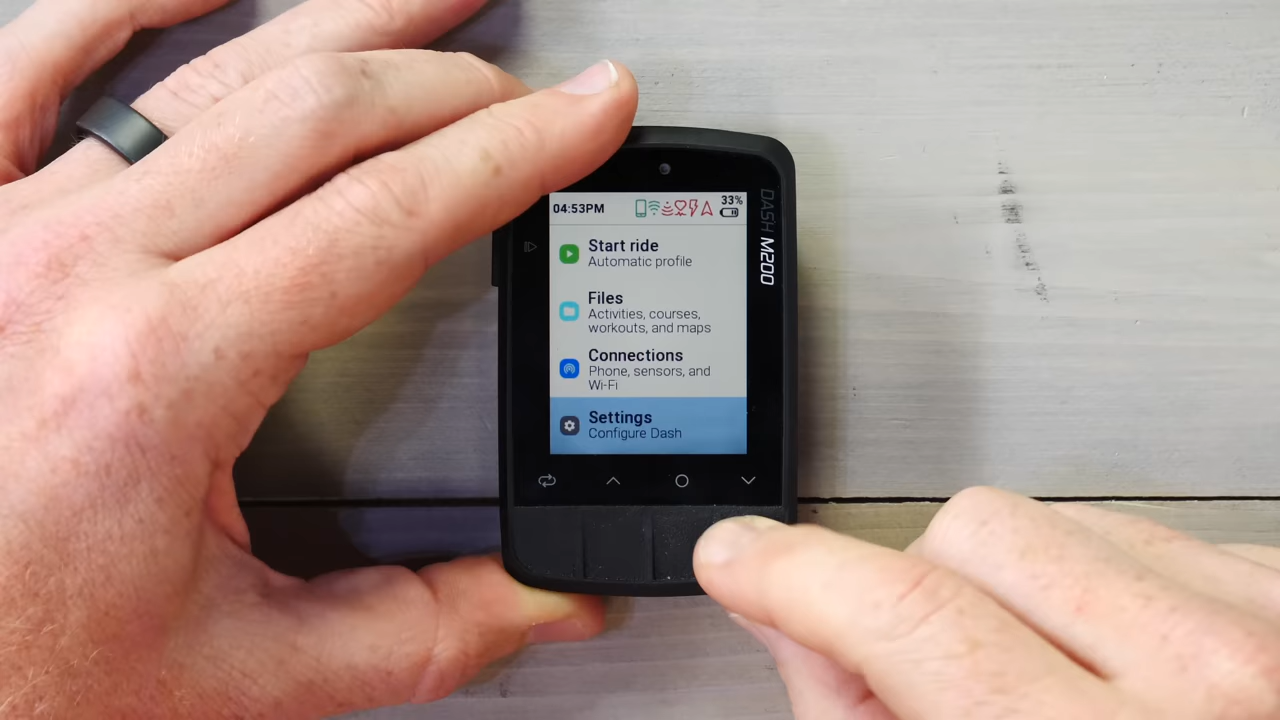 04:53PM
33%
Start ride
Automatic profile
Files
Activities, courses,
workouts, and maps
Connections
Phone, sensors, and
Wi-Fi
Settings
Configure Dash
DASH M200